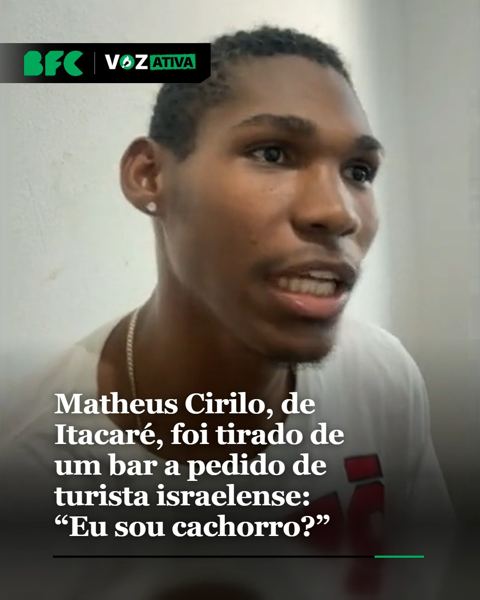 BFC VOZ ATIVA
Matheus Cirilo, de
Itacaré, foi tirado de
um bar a pedido de
turista israelense:
“Eu sou cachorro?”